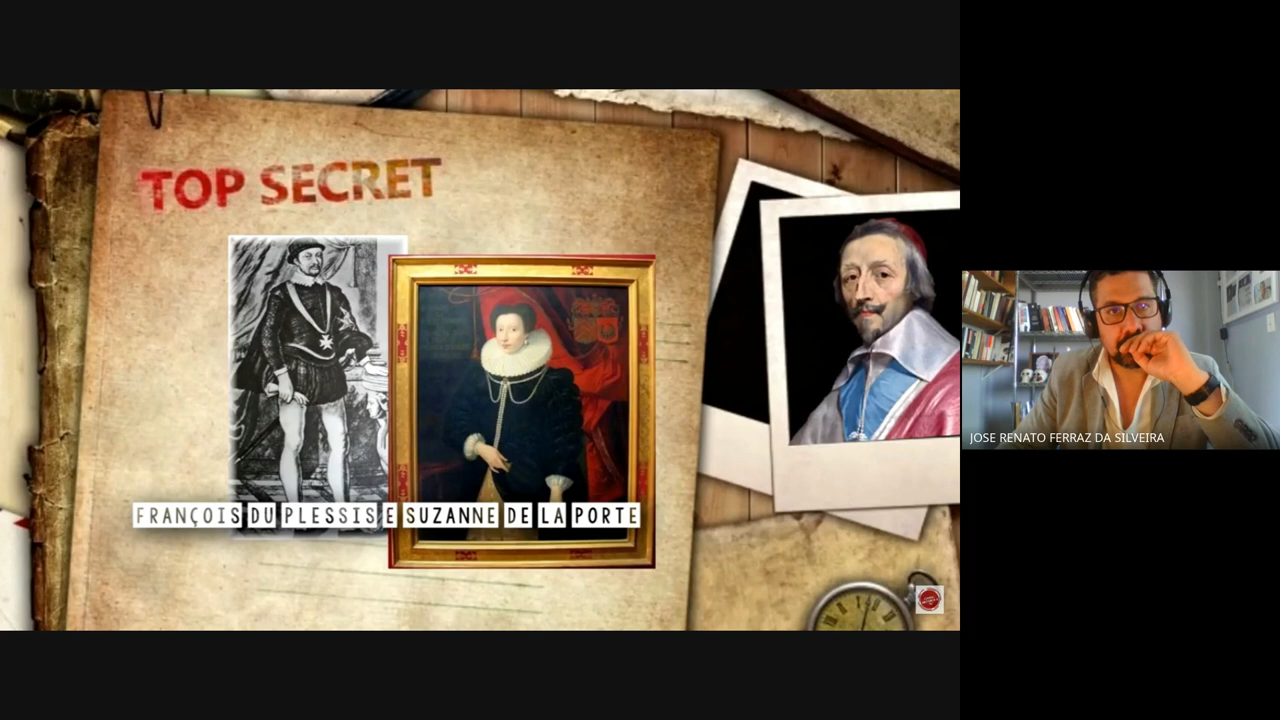 TOP SECRET
FRANÇOIS DU PLESSIS E SUZANNE DE LA PORTE
JOSE RENATO FERRAZ DA SILVEIRA